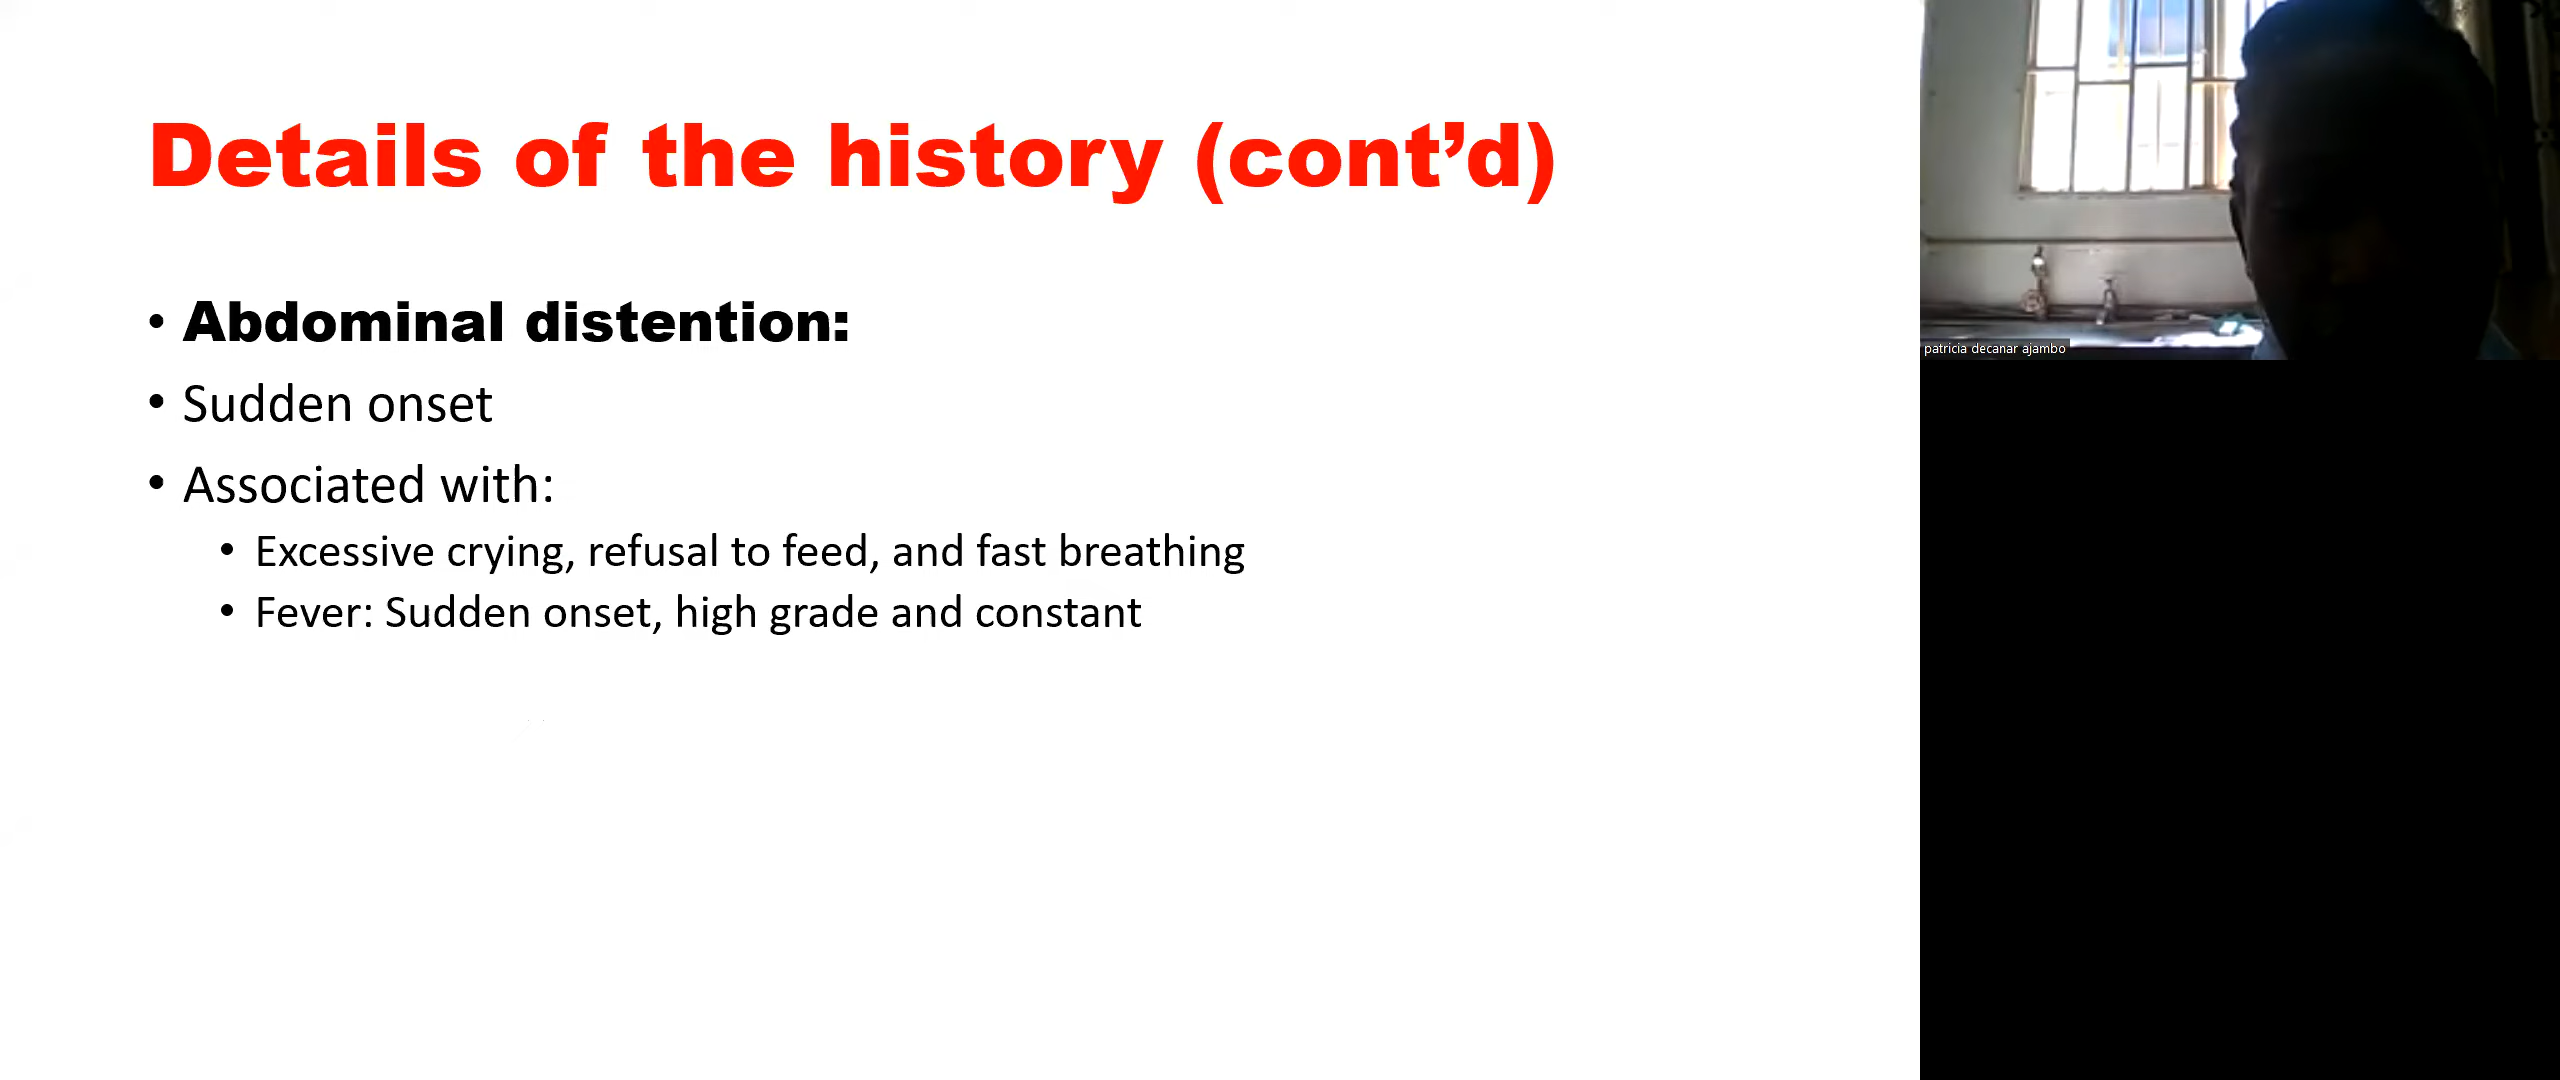 Details of the history (cont’d)
• Abdominal distention:
• Sudden onset
• Associated with:
• Excessive crying, refusal to feed, and fast breathing
• Fever: Sudden onset, high grade and constant
patricia decanar ajambo